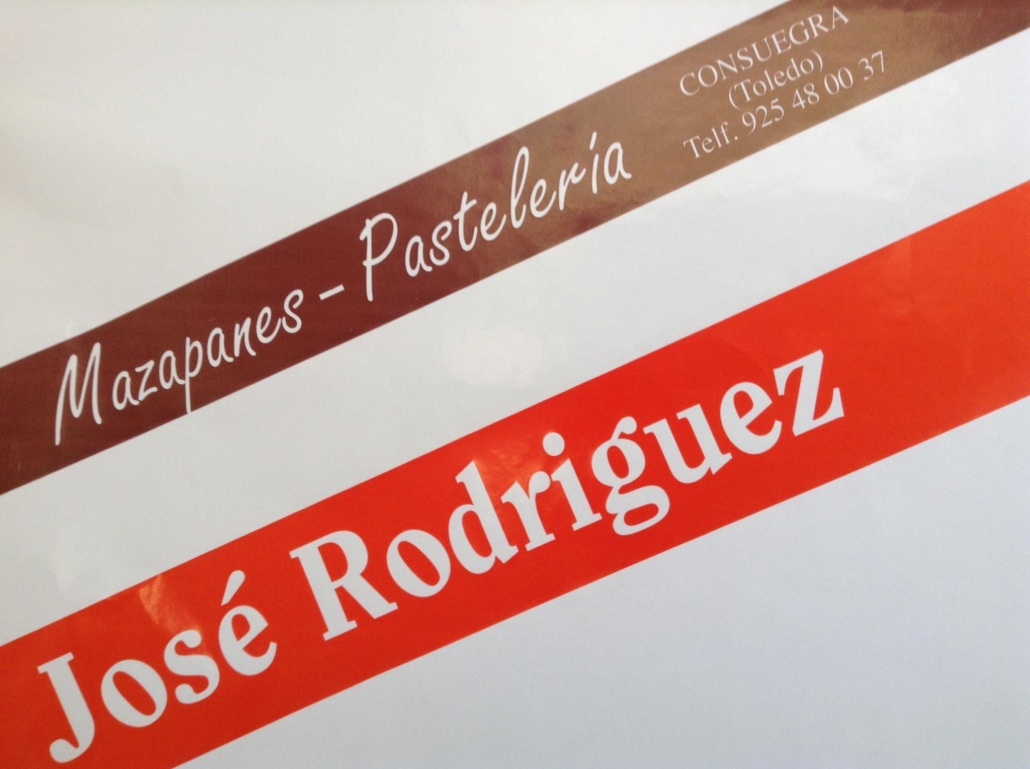 Mazapanes - Pastelería
CONSUEGRA
(Toledo)
Telf. 925 48 00 37
José Rodriguez